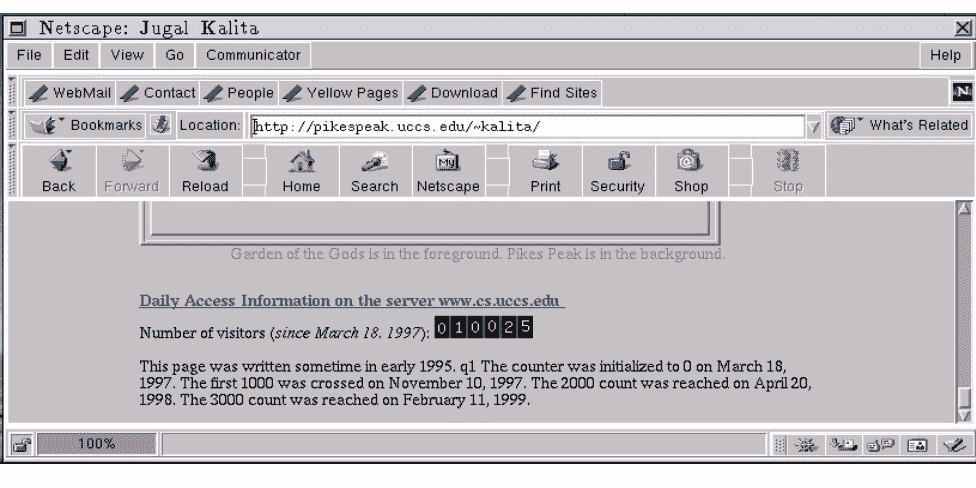 Netscape: Jugal Kalita
File Edit View Go Communicator Help
WebMail Contact People Yellow Pages Download Find Sites
N
Bookmarks Location: http://pikespeak.uccs.edu/~kalita/ What's Related
My
Back Forward Reload Home Search Netscape Print Security Shop Stop
Garden of the Gods is in the foreground. Pikes Peak is in the background.
Daily Access Information on the server www.cs.uccs.edu
Number of visitors (since March 18. 1997): 010025
This page was written sometime in early 1995. q1 The counter was initialized to 0 on March 18,
1997. The first 1000 was crossed on November 10, 1997. The 2000 count was reached on April 20,
1998. The 3000 count was reached on February 11, 1999.
100%